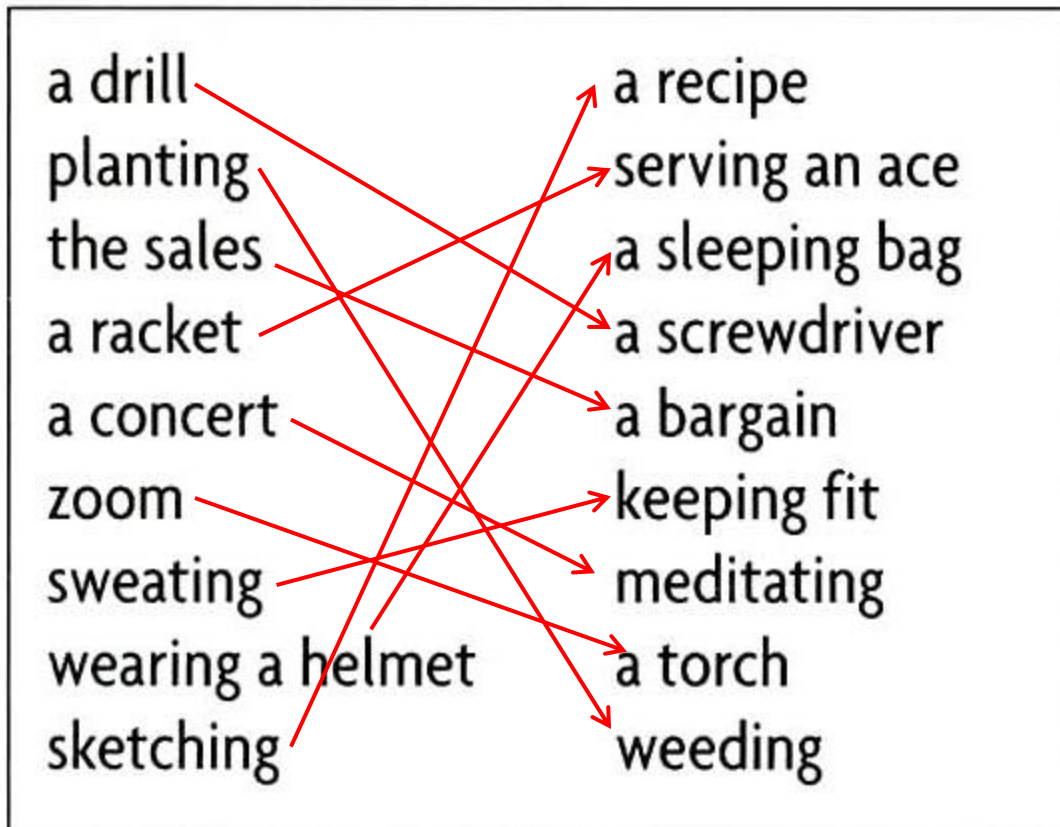 a drill
planting
the sales
a racket
a concert
zoom
sweating
wearing a helmet
sketching
a recipe
serving an ace
a sleeping bag
a screwdriver
a bargain
keeping fit
meditating
a torch
weeding